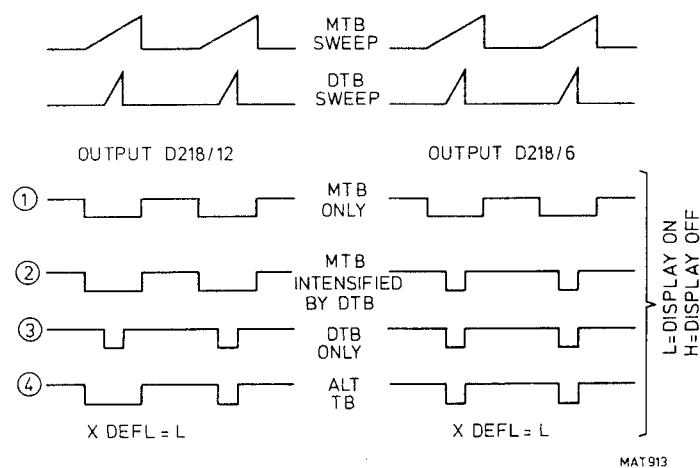 MTB
SWEEP
DTB
SWEEP
OUTPUT D218/12
OUTPUT D218/6
1
MTB
ONLY
2
MTB
INTENSIFIED
BY DTB
3
DTB
ONLY
4
ALT
TB
X DEFL = L
X DEFL = L
L=DISPLAY ON
H=DISPLAY OFF
MAT913